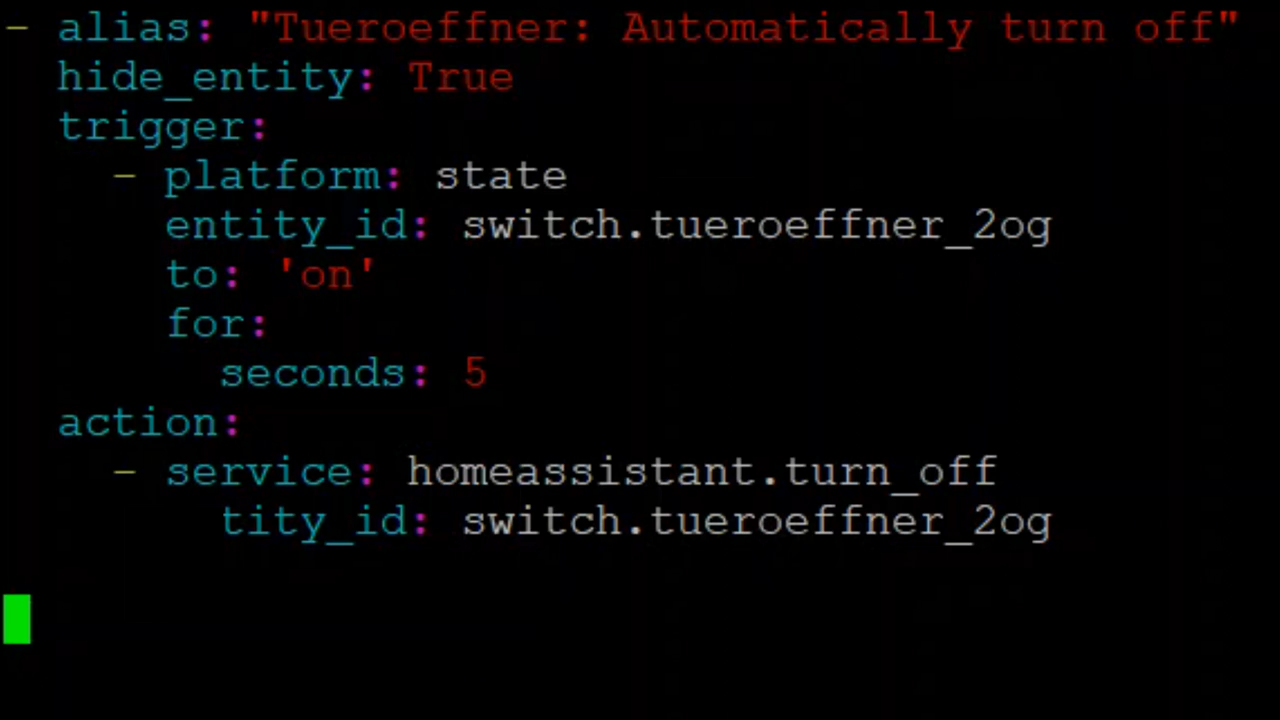 - alias: "Tueroeffner: Automatically turn off"
  hide_entity: True
  trigger:
    - platform: state
      entity_id: switch.tueroeffner_2og
      to: 'on'
      for:
        seconds: 5
  action:
    - service: homeassistant.turn_off
        tity_id: switch.tueroeffner_2og